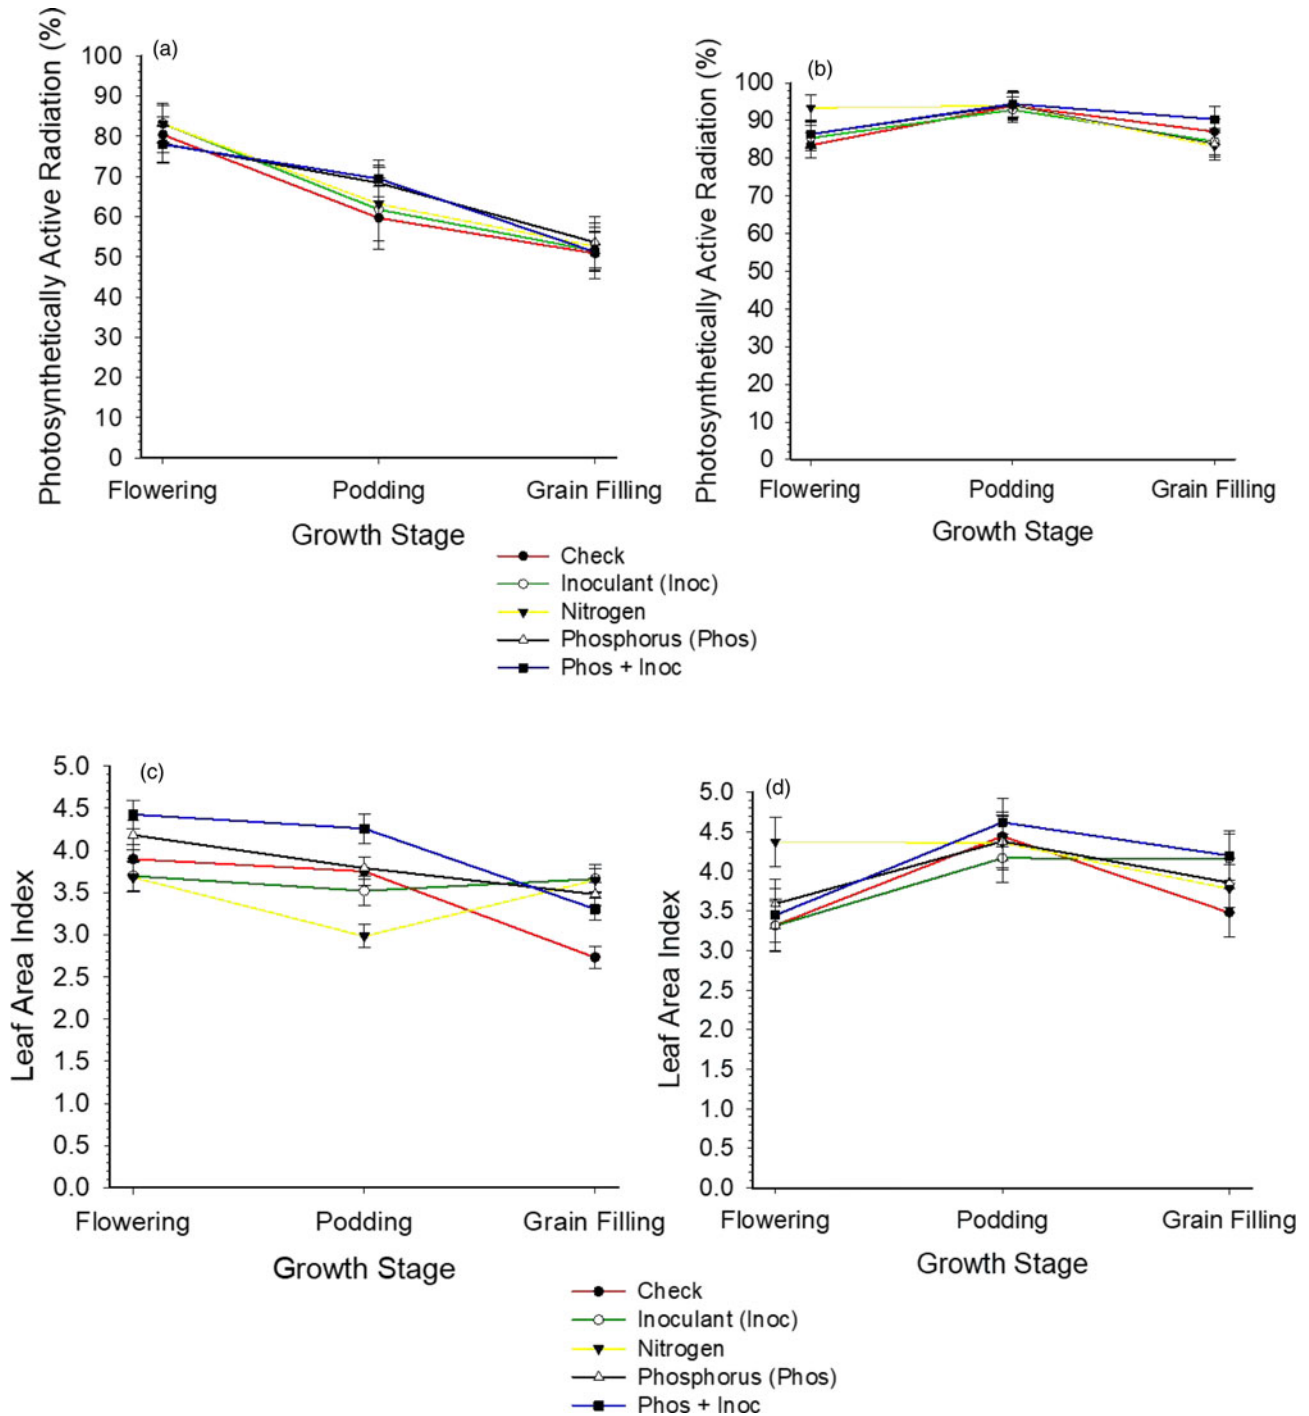 (a)
Photosynthetically Active Radiation (%)
100
90
80
70
60
50
40
30
20
10
0
Flowering
Podding
Grain Filling
Growth Stage
(b)
Photosynthetically Active Radiation (%)
100
90
80
70
60
50
40
30
20
10
0
Flowering
Podding
Grain Filling
Growth Stage
Check
Inoculant (Inoc)
Nitrogen
Phosphorus (Phos)
Phos + Inoc
(c)
Leaf Area Index
5.0
4.5
4.0
3.5
3.0
2.5
2.0
1.5
1.0
0.5
0.0
Flowering
Podding
Grain Filling
Growth Stage
(d)
Leaf Area Index
5.0
4.5
4.0
3.5
3.0
2.5
2.0
1.5
1.0
0.5
0.0
Flowering
Podding
Grain Filling
Growth Stage
Check
Inoculant (Inoc)
Nitrogen
Phosphorus (Phos)
Phos + Inoc